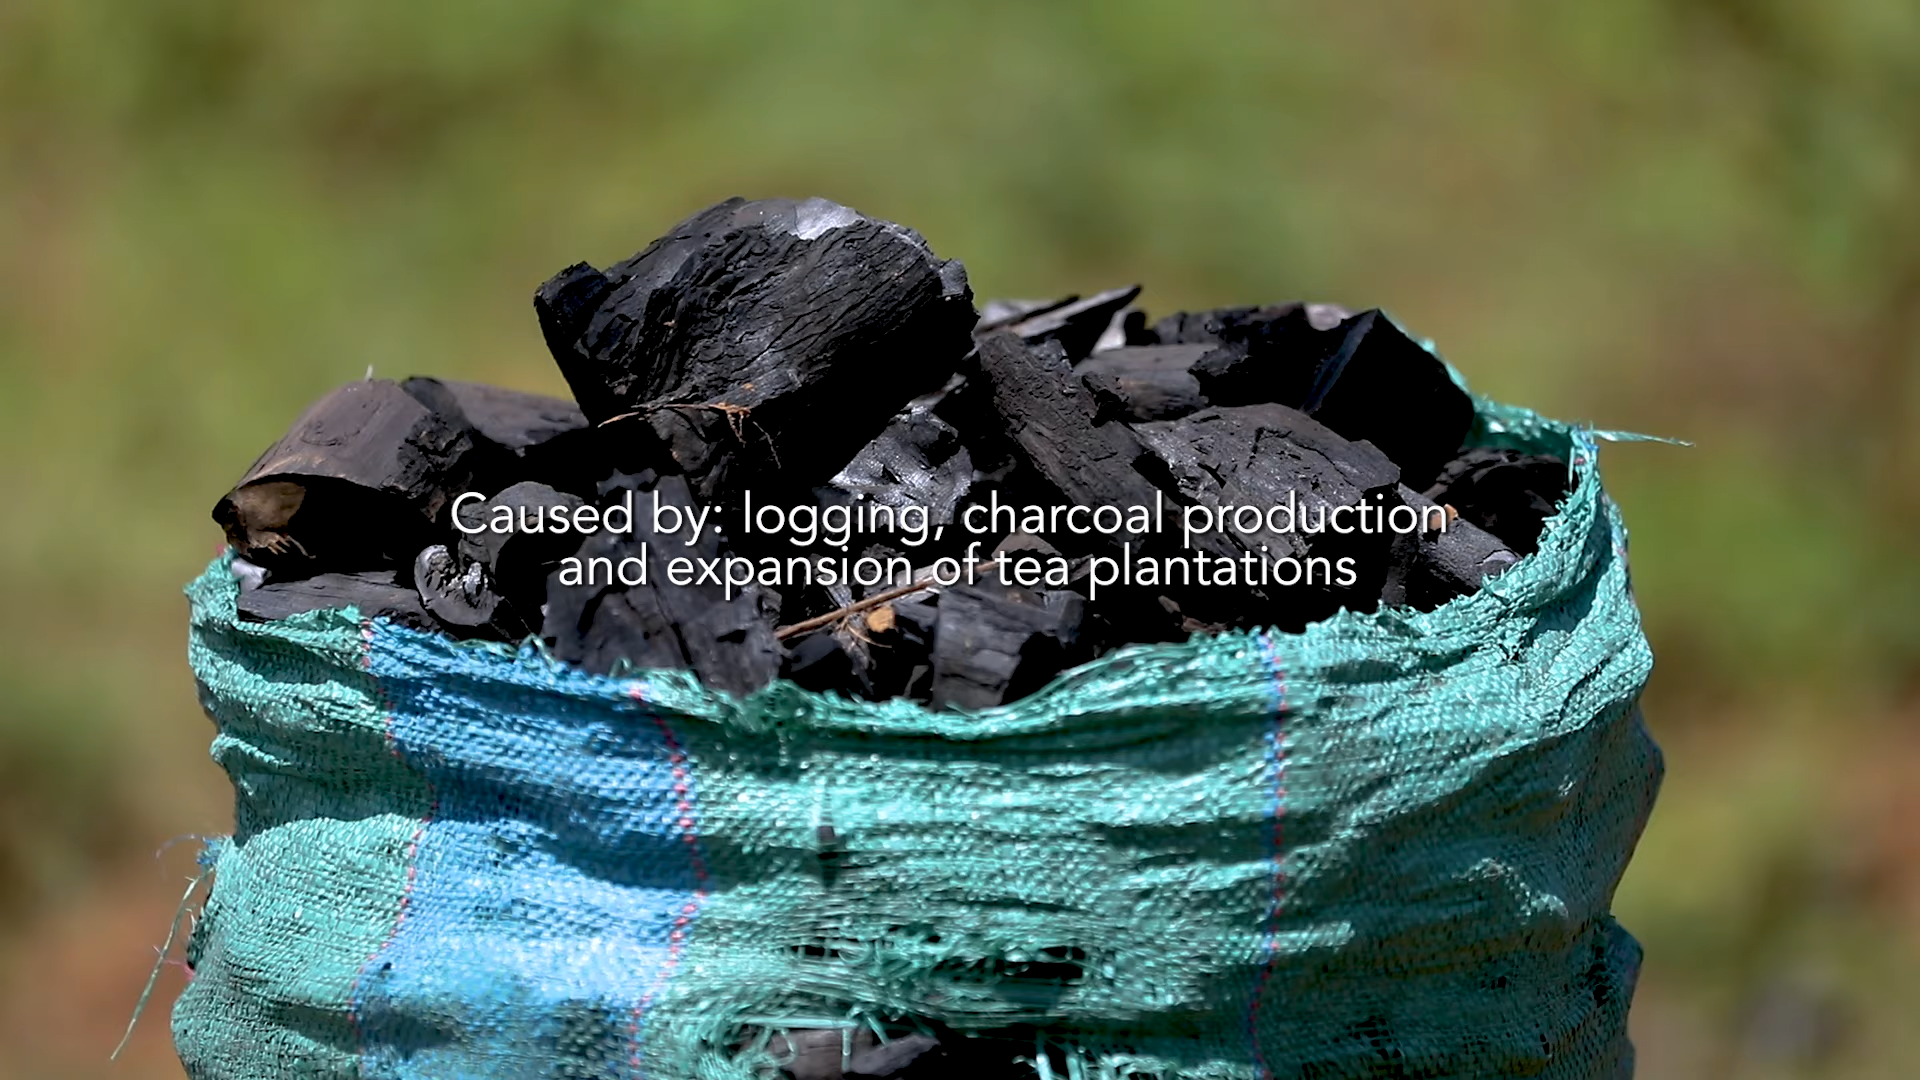 Caused by: logging, charcoal production
and expansion of tea plantations